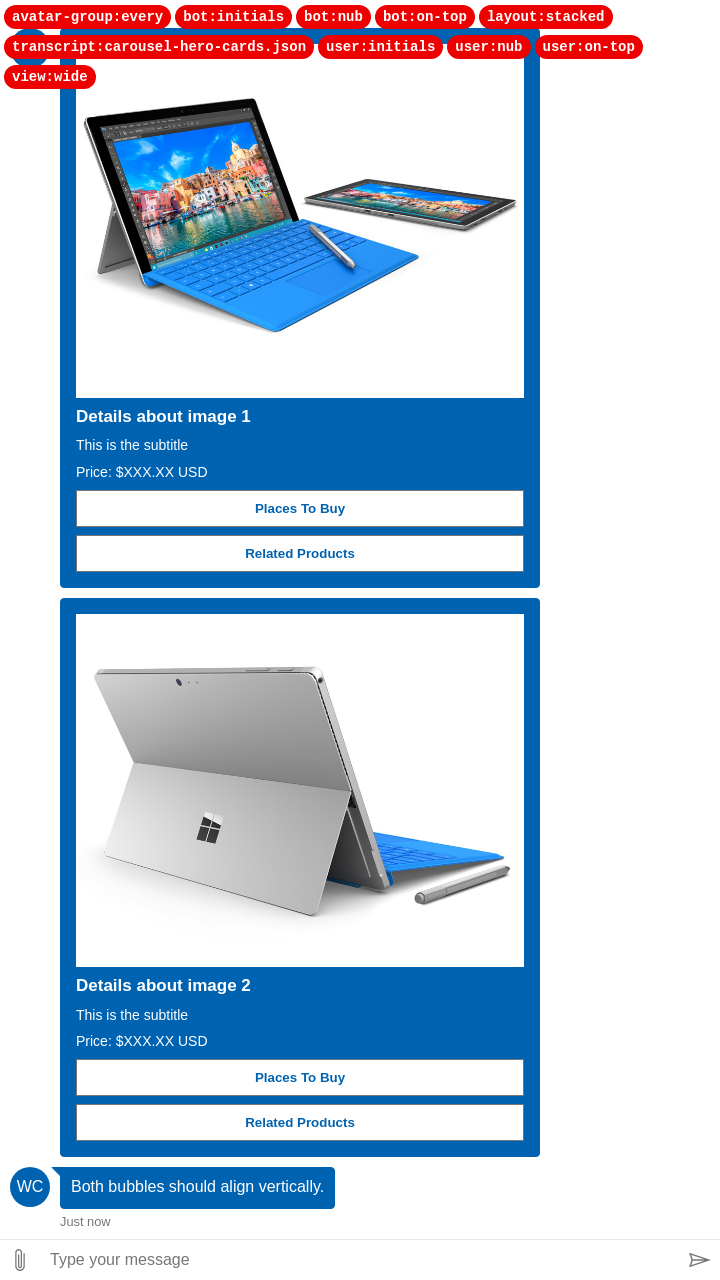 avatar-group:every bot:initials bot:nub bot:on-top layout:stacked
transcript:carousel-hero-cards.json user:initials user:nub user:on-top
view:wide
Details about image 1
This is the subtitle
Price: $XXX.XX USD
Places To Buy
Related Products
Details about image 2
This is the subtitle
Price: $XXX.XX USD
Places To Buy
Related Products
WC Both bubbles should align vertically.
Just now
Type your message